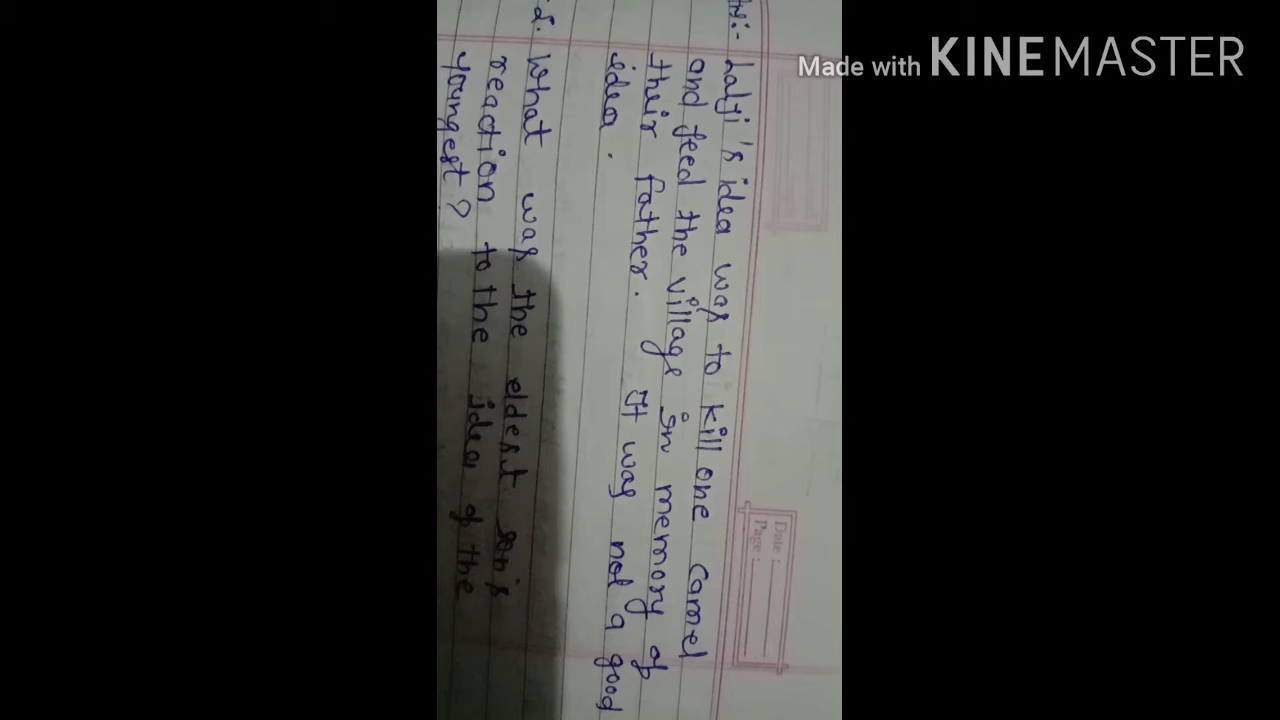 Made with KINEMASTER
Date :
Page :
Ans:- Lalji's idea was to kill one camel
and feed the village in memory of
their father. It was not a good
idea.
2. What was the eldest son's
reaction to the idea of the
youngest?